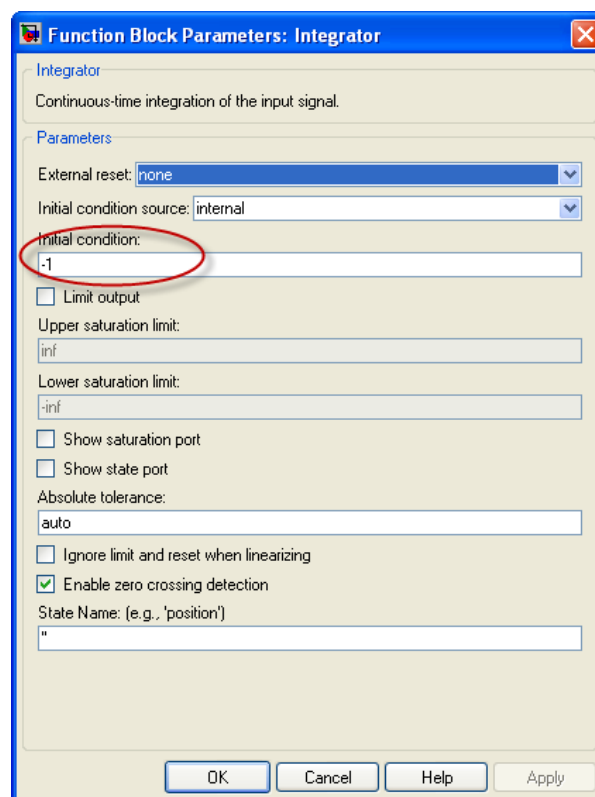 Function Block Parameters: Integrator
Integrator
Continuous-time integration of the input signal.
Parameters
External reset: none
Initial condition source: internal
Initial condition:
-1
Limit output
Upper saturation limit:
inf
Lower saturation limit:
-inf
Show saturation port
Show state port
Absolute tolerance:
auto
Ignore limit and reset when linearizing
Enable zero crossing detection
State Name: (e.g., 'position')
''
OK Cancel Help Apply